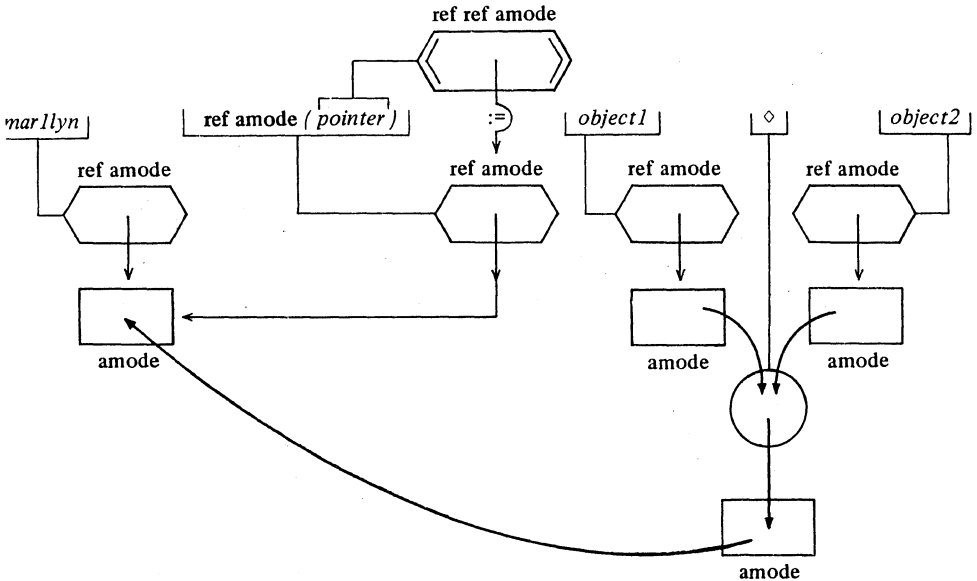 ref ref amode
mar1lyn
ref amode (pointer)
:=
object1
◇
object2
ref amode
ref amode
ref amode
ref amode
amode
amode
amode
amode